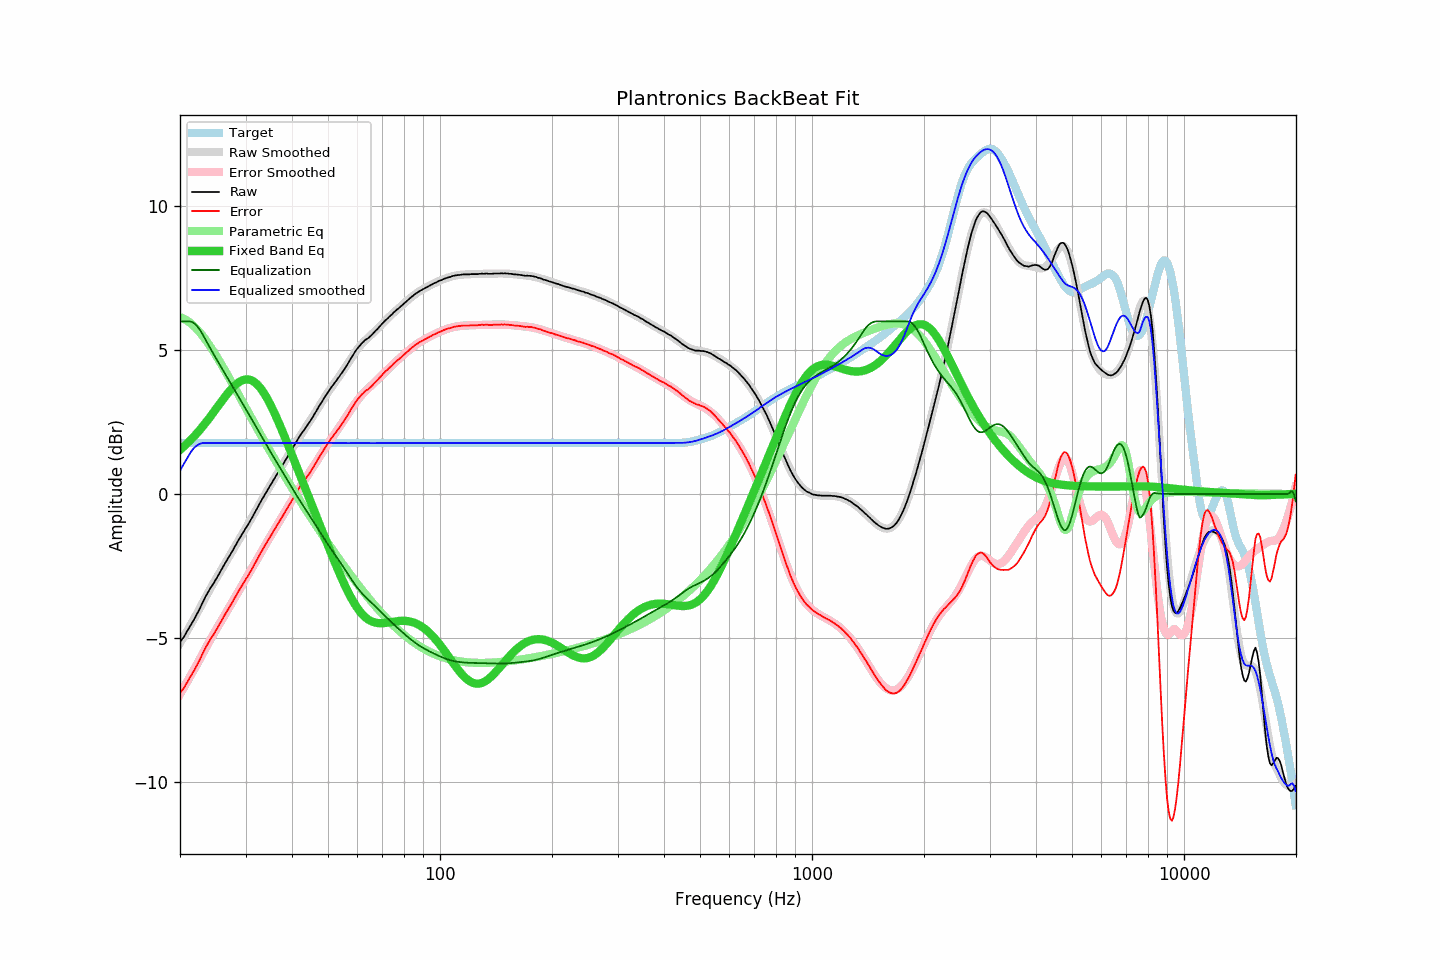 Plantronics BackBeat Fit
Target
Raw Smoothed
Error Smoothed
Raw
Error
Parametric Eq
Fixed Band Eq
Equalization
Equalized smoothed
10
5
0
−5
−10
Amplitude (dBr)
100
1000
10000
Frequency (Hz)